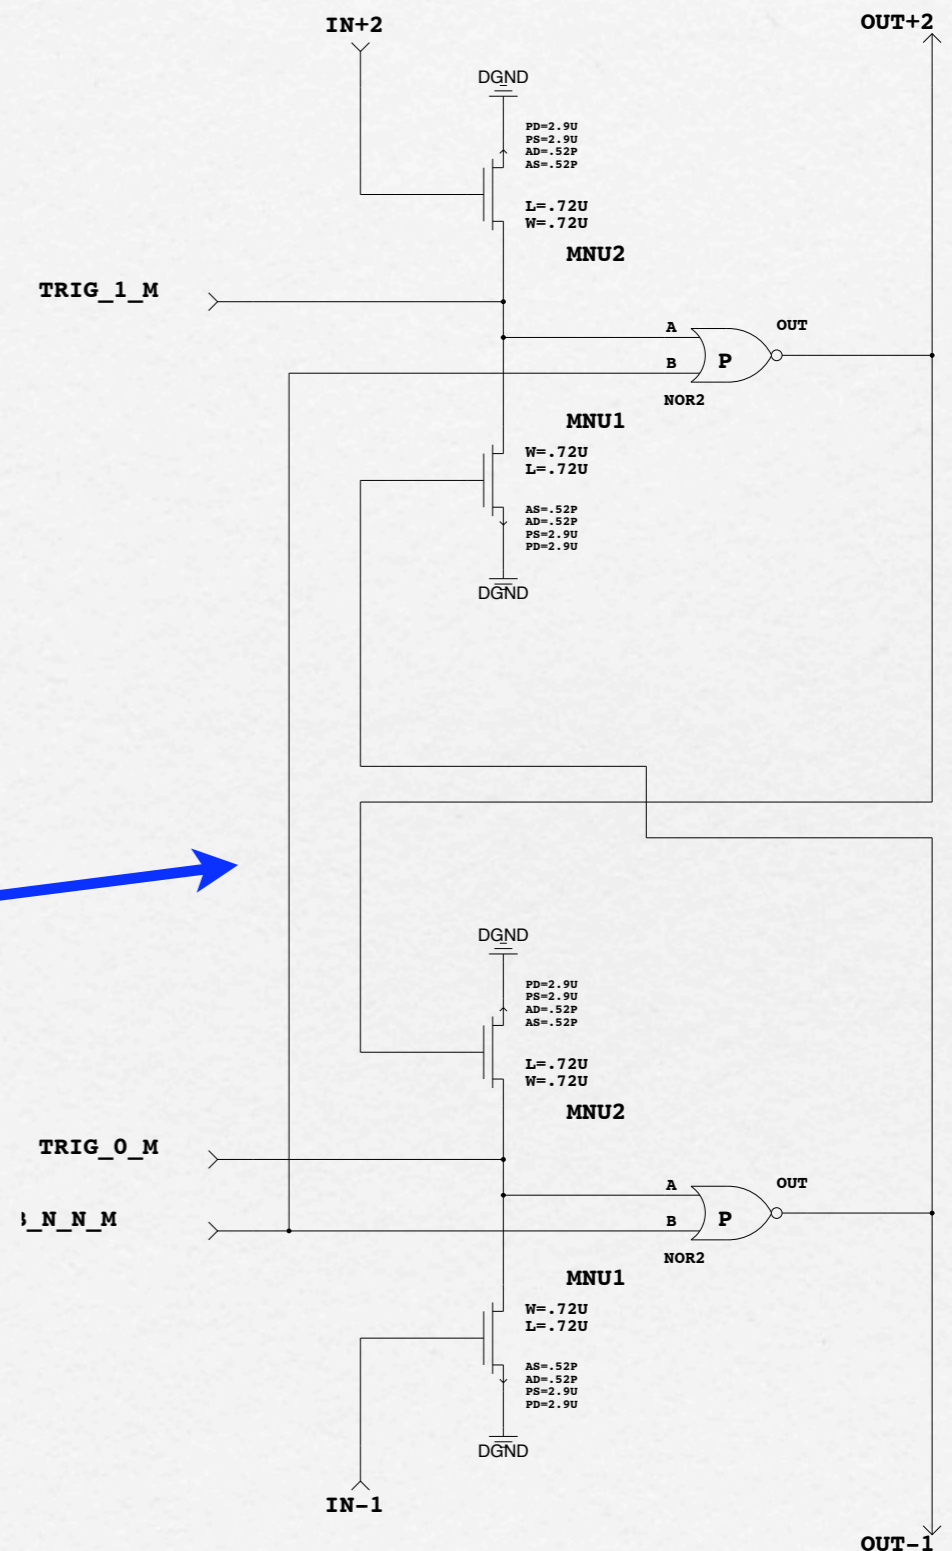 IN+2
OUT+2
DGND
PD=2.9U
PS=2.9U
AD=.52P
AS=.52P
L=.72U
W=.72U
MNU2
TRIG_1_M
OUT
A
P
B
NOR2
MNU1
W=.72U
L=.72U
AS=.52P
AD=.52P
PS=2.9U
PD=2.9U
DGND
DGND
PD=2.9U
PS=2.9U
AD=.52P
AS=.52P
L=.72U
W=.72U
MNU2
TRIG_0_M
OUT
A
P
B
_N_N_M
NOR2
MNU1
W=.72U
L=.72U
AS=.52P
AD=.52P
PS=2.9U
PD=2.9U
DGND
IN-1
OUT-1